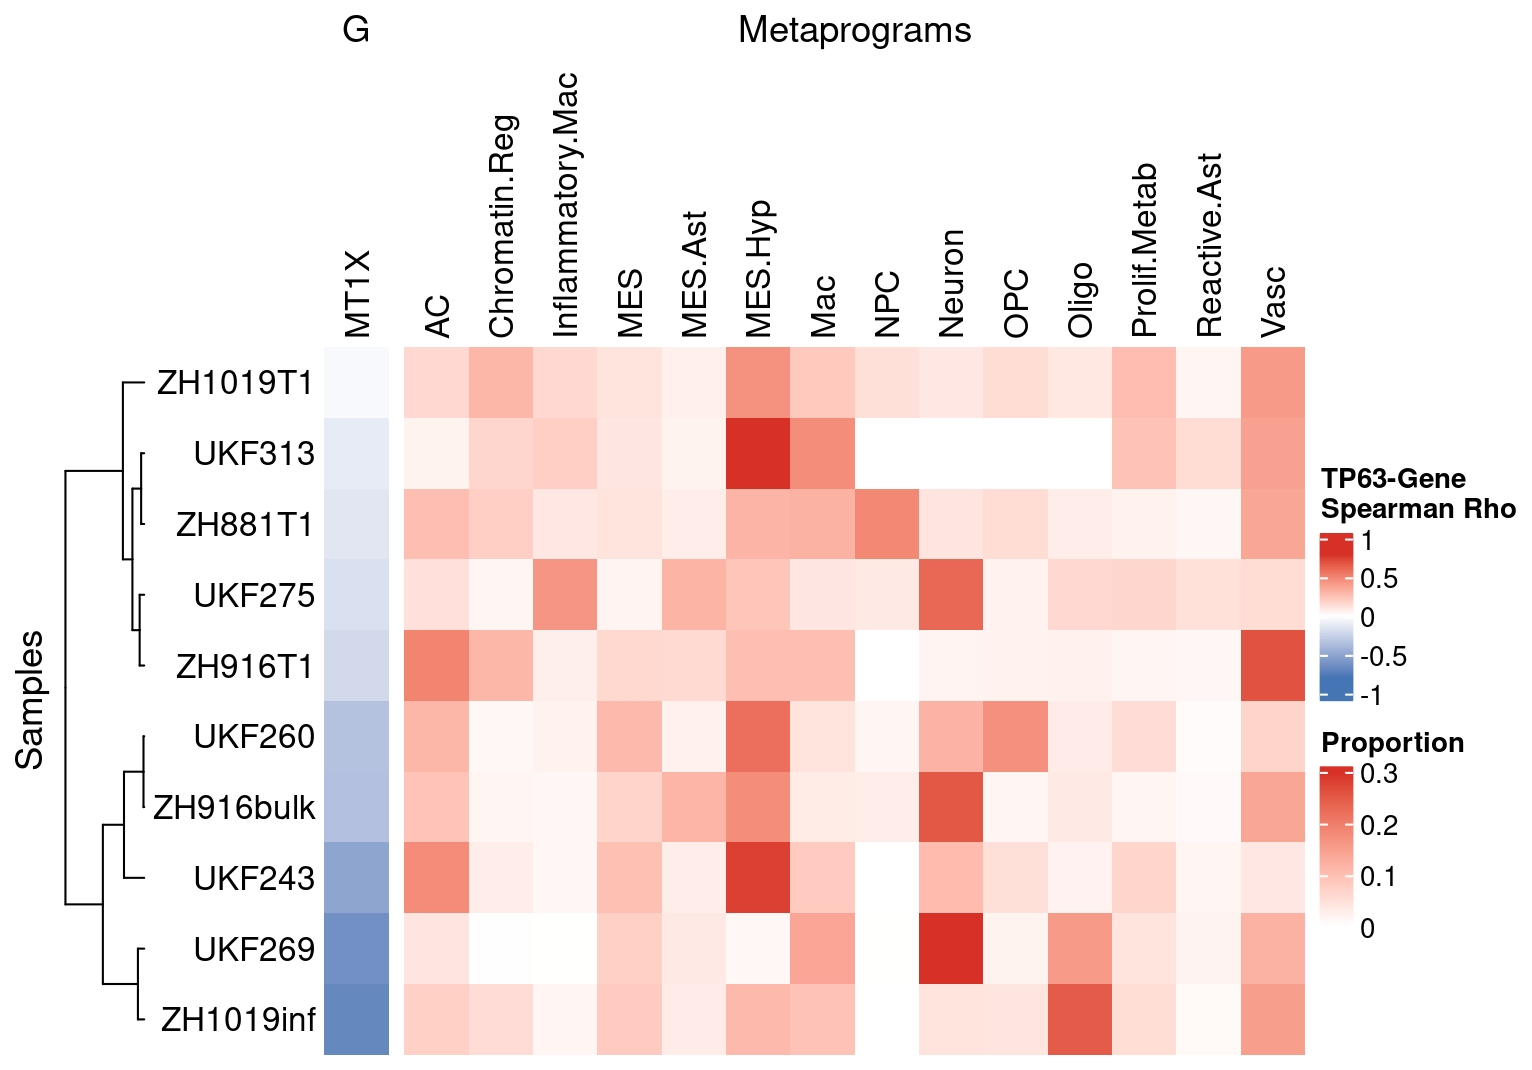 G
Metaprograms
MT1X
AC
Chromatin.Reg
Inflammatory.Mac
MES
MES.Ast
MES.Hyp
Mac
NPC
Neuron
OPC
Oligo
Prolif.Metab
Reactive.Ast
Vasc
Samples
ZH1019T1
UKF313
ZH881T1
UKF275
ZH916T1
UKF260
ZH916bulk
UKF243
UKF269
ZH1019inf
TP63-Gene
Spearman Rho
1
0.5
0
-0.5
-1
Proportion
0.3
0.2
0.1
0